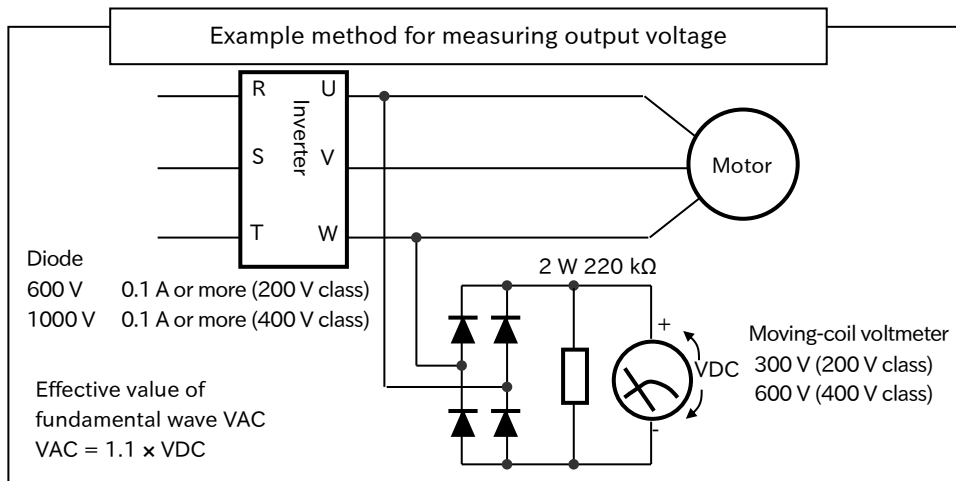 Example method for measuring output voltage
R
U
Inverter
S
V
Motor
T
W
Diode
600 V 0.1 A or more (200 V class)
1000 V 0.1 A or more (400 V class)
2 W 220 kΩ
+
VDC
-
Moving-coil voltmeter
300 V (200 V class)
600 V (400 V class)
Effective value of
fundamental wave VAC
VAC = 1.1 × VDC